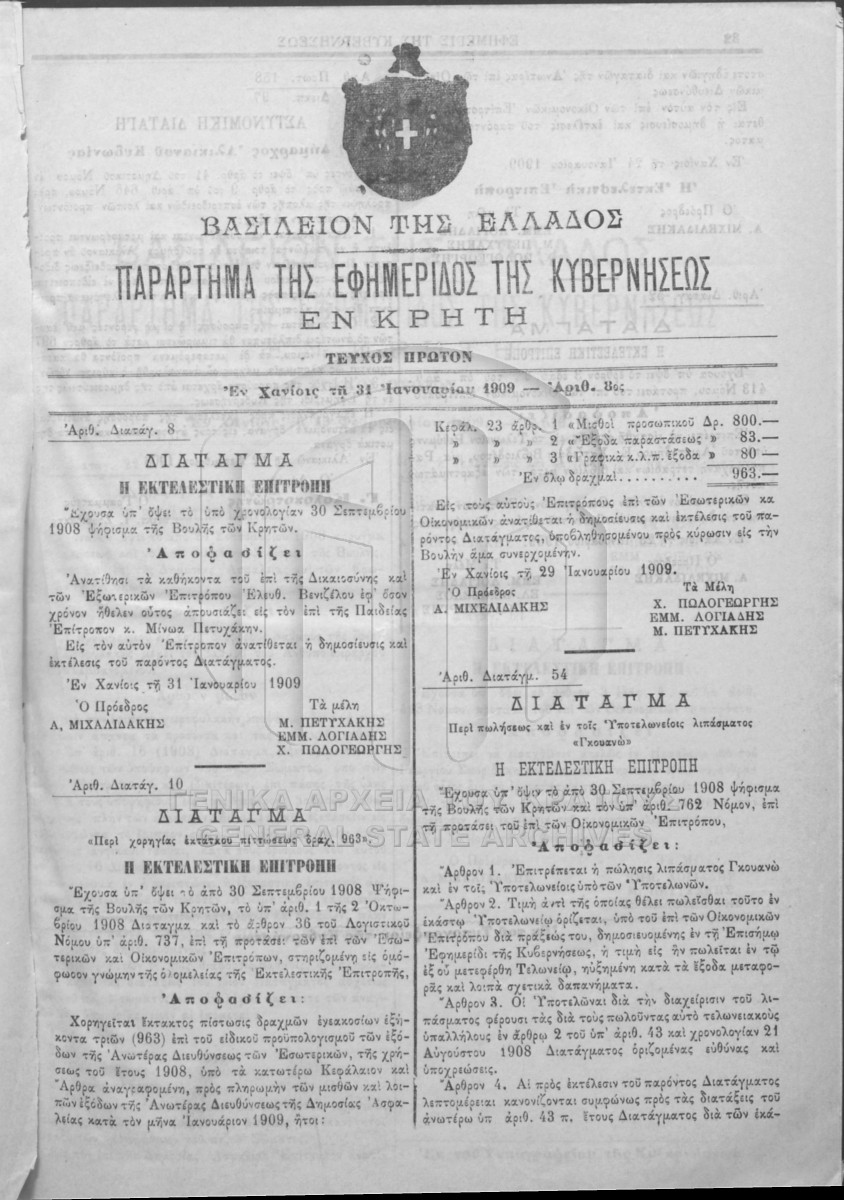 ΒΑΣΙΛΕΙΟΝ ΤΗΣ ΕΛΛΑΔΟΣ
ΠΑΡΑΡΤΗΜΑ ΤΗΣ ΕΦΗΜΕΡΙΔΟΣ ΤΗΣ ΚΥΒΕΡΝΗΣΕΩΣ
ΕΝ ΚΡΗΤΗ
ΤΕΥΧΟΣ ΠΡΩΤΟΝ
Ἐν Χανίοις τῇ 31 Ἰανουαρίου 1909 — Ἀριθ. 8ος
Ἀριθ. Διατάγ. 8
ΔΙΑΤΑΓΜΑ
Η ΕΚΤΕΛΕΣΤΙΚΗ ΕΠΙΤΡΟΠΗ
Ἔχουσα ὑπ' ὄψει τὸ ὑπὸ χρονολογίαν 30 Σεπτεμβρίου
1908 ψήφισμα τῆς Βουλῆς τῶν Κρητῶν.
Ἀποφασίζει
Ἀνατίθησι τὰ καθήκοντα τοῦ ἐπὶ τῆς Δικαιοσύνης καὶ
τῶν Ἐξωτερικῶν Ἐπιτρόπου Ἐλευθ. Βενιζέλου ἐφ' ὅσον
χρόνον ἤθελεν οὗτος ἀπουσιάζει εἰς τὸν ἐπὶ τῆς Παιδείας
Ἐπίτροπον κ. Μίνωα Πετυχάκην.
Εἰς τὸν αὐτὸν Ἐπίτροπον ἀνατίθεται ἡ δημοσίευσις καὶ
ἐκτέλεσις τοῦ παρόντος Διατάγματος.
Ἐν Χανίοις τῇ 31 Ἰανουαρίου 1909
Ὁ Πρόεδρος Τὰ μέλη
Α, ΜΙΧΑΛΙΔΑΚΗΣ Μ. ΠΕΤΥΧΑΚΗΣ
ΕΜΜ. ΛΟΓΙΑΔΗΣ
Χ. ΠΩΛΟΓΕΩΡΓΗΣ
Ἀριθ. Διατάγ. 10
ΔΙΑΤΑΓΜΑ
«Περὶ χορηγίας ἐκτάκτου πιττώσεως δραχ. 963»
Η ΕΚΤΕΛΕΣΤΙΚΗ ΕΠΙΤΡΟΠΗ
Ἔχουσα ὑπ' ὄψει τὸ ἀπὸ 30 Σεπτεμβρίου 1908 Ψήφι-
σμα τῆς Βουλῆς τῶν Κρητῶν, τὸ ὑπ' ἀριθ. 1 τῆς 2 Ὀκτω-
βρίου 1908 Διάταγμα καὶ τὸ ἄρθρον 36 τοῦ Λογιστικοῦ
Νόμου ὑπ' ἀριθ. 737, ἐπὶ τῇ προτάσει τῶν ἐπὶ τῶν Ἐσω-
τερικῶν καὶ Οἰκονομικῶν Ἐπιτρόπων, στηριζομένη εἰς ὁμό-
φωνον γνώμην τῆς ὁλομελείας τῆς Ἐκτελεστικῆς Ἐπιτροπῆς,
Ἀποφασίζει:
Χορηγεῖται ἔκτακτος πίστωσις δραχμῶν ἐνεακοσίων ἑξή-
κοντα τριῶν (963) ἐπὶ τοῦ εἰδικοῦ προϋπολογισμοῦ τῶν ἐξό-
δων τῆς Ἀνωτέρας Διευθύνσεως τῶν Ἐσωτερικῶν, τῆς χρή-
σεως τοῦ ἔτους 1908, ὑπὸ τὰ κατωτέρω Κεφάλαιον καὶ
Ἄρθρα ἀναγραφομένη, πρὸς πληρωμὴν τῶν μισθῶν καὶ λοι-
πῶν ἐξόδων τῆς Ἀνωτέρας Διευθύνσεως τῆς Δημοσίας Ἀσφα-
λείας κατὰ τὸν μῆνα Ἰανουάριον 1909, ἤτοι:
Κεφάλ. 23 ἄρθρ. 1 «Μισθοὶ προσωπικοῦ Δρ. 800.—
» » » 2 «Ἔξοδα παραστάσεως » 83.—
» » » 3 «Γραφικὰ κ.λ.π. ἔξοδα » 80 —
Ἐν ὅλῳ δραχμαὶ.......... 963.—
Εἰς τοὺς αὐτοὺς Ἐπιτρόπους ἐπὶ τῶν Ἐσωτερικῶν κα
Οἰκονομικῶν ἀνατίθεται ἡ δημοσίευσις καὶ ἐκτέλεσις τοῦ πα-
ρόντος Διατάγματος, ὑποβληθησομένου πρὸς κύρωσιν εἰς τὴν
Βουλὴν ἅμα συνερχομένην.
Ἐν Χανίοις τῇ 29 Ἰανουαρίου 1909.
Ὁ Πρόεδρος Τὰ Μέλη
Α. ΜΙΧΕΛΙΔΑΚΗΣ Χ. ΠΩΛΟΓΕΩΡΓΗΣ
ΕΜΜ. ΛΟΓΙΑΔΗΣ
Μ. ΠΕΤΥΧΑΚΗΣ
Ἀριθ. Διατάγμ. 54
ΔΙΑΤΑΓΜΑ
Περὶ πωλήσεως καὶ ἐν τοῖς Ὑποτελωνείοις λιπάσματος
«Γκουανὼ»
Η ΕΚΤΕΛΕΣΤΙΚΗ ΕΠΙΤΡΟΠΗ
Ἔχουσα ὑπ' ὄψιν τὸ ἀπὸ 30 Σεπτεμβρίου 1908 ψήφισμα
τῆς Βουλῆς τῶν Κρητῶν καὶ τὸν ὑπ' ἀριθ. 762 Νόμον, ἐπὶ
τῇ προτάσει τοῦ ἐπὶ τῶν Οἰκονομικῶν Ἐπιτρόπου,
Ἀποφασίζει:
Ἄρθρον 1. Ἐπιτρέπεται ἡ πώλησις λιπάσματος Γκουανὼ
καὶ ἐν τοῖς Ὑποτελωνείοις ὑπὸ τῶν Ὑποτελωνῶν.
Ἄρθρον 2. Τιμὴ ἀντὶ τῆς ὁποίας θέλει πωλεῖσθαι τοῦτο ἐν
ἑκάστῳ Ὑποτελωνείῳ ὁρίζεται, ὑπὸ τοῦ ἐπὶ τῶν Οἰκονομικῶν
Ἐπιτρόπου διὰ πράξεώς του, δημοσιευομένης ἐν τῇ Ἐπισήμῳ
Ἐφημερίδι τῆς Κυβερνήσεως, ἡ τιμὴ εἰς ἣν πωλεῖται ἐν τῷ
ἐξ οὗ μετεφέρθη Τελωνείῳ, ηὐξημένη κατὰ τὰ ἔξοδα μεταφο-
ρᾶς καὶ λοιπὰ σχετικὰ δαπανήματα.
Ἄρθρον 3. Οἱ Ὑποτελῶναι διὰ τὴν διαχείρισιν τοῦ λι-
πάσματος φέρουσι τὰς διὰ τοὺς πωλοῦντας αὐτὸ τελωνειακοὺς
ὑπαλλήλους ἐν ἄρθρῳ 2 τοῦ ὑπ' ἀριθ. 43 καὶ χρονολογίαν 21
Αὐγούστου 1908 Διατάγματος ὁριζομένας εὐθύνας καὶ
ὑποχρεώσεις.
Ἄρθρον 4. Αἱ πρὸς ἐκτέλεσιν τοῦ παρόντος Διατάγματος
λεπτομέρειαι κανονίζονται συμφώνως πρὸς τὰς διατάξεις τοῦ
ἀνωτέρω ὑπ ἀριθ. 43 π. ἔτους Διατάγματος διὰ τῶν ἑκά-
ΓΕΝΙΚΑ ΑΡΧΕΙΑ
GENERAL STATE ARCHIVES